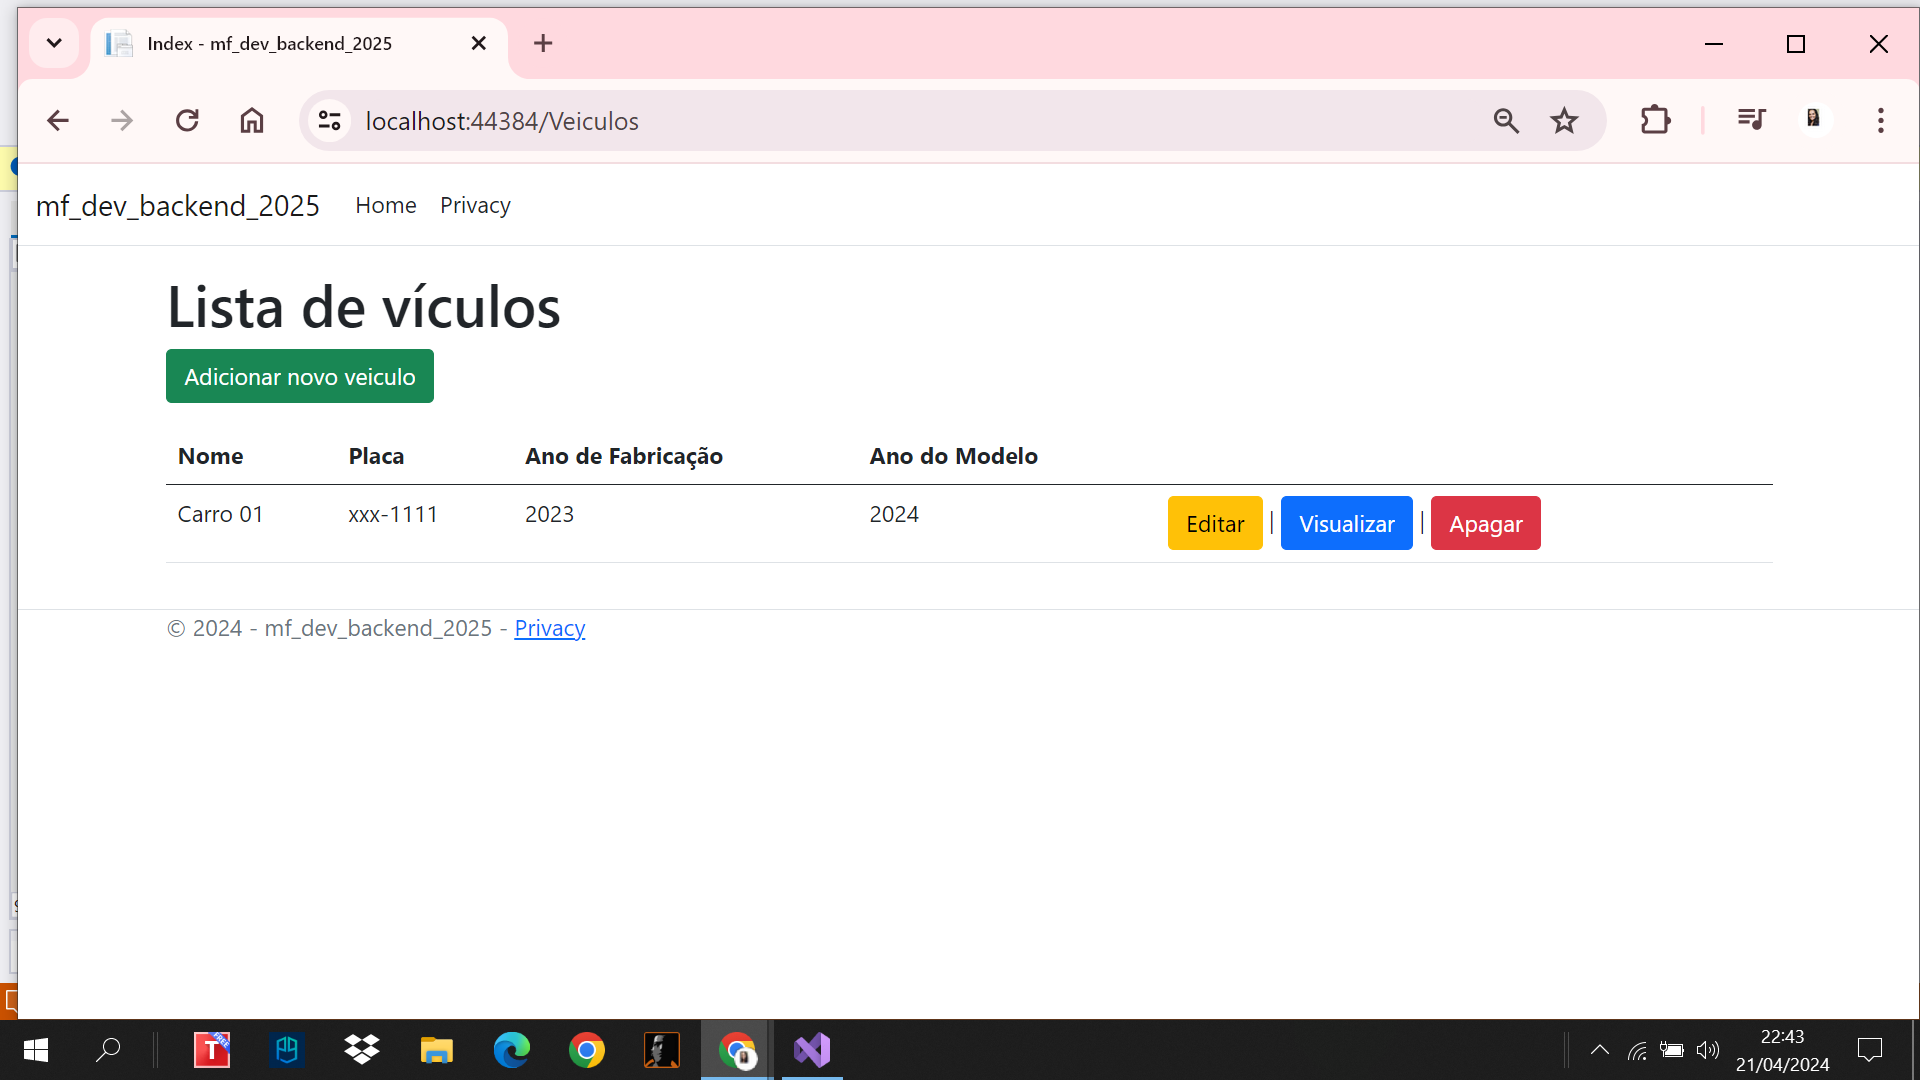 Index - mf_dev_backend_2025
localhost:44384/Veiculos
mf_dev_backend_2025 Home Privacy
Lista de vículos
Adicionar novo veiculo
Nome Placa Ano de Fabricação Ano do Modelo
Carro 01 xxx-1111 2023 2024 Editar | Visualizar | Apagar
© 2024 - mf_dev_backend_2025 - Privacy
T FREE
22:43
21/04/2024